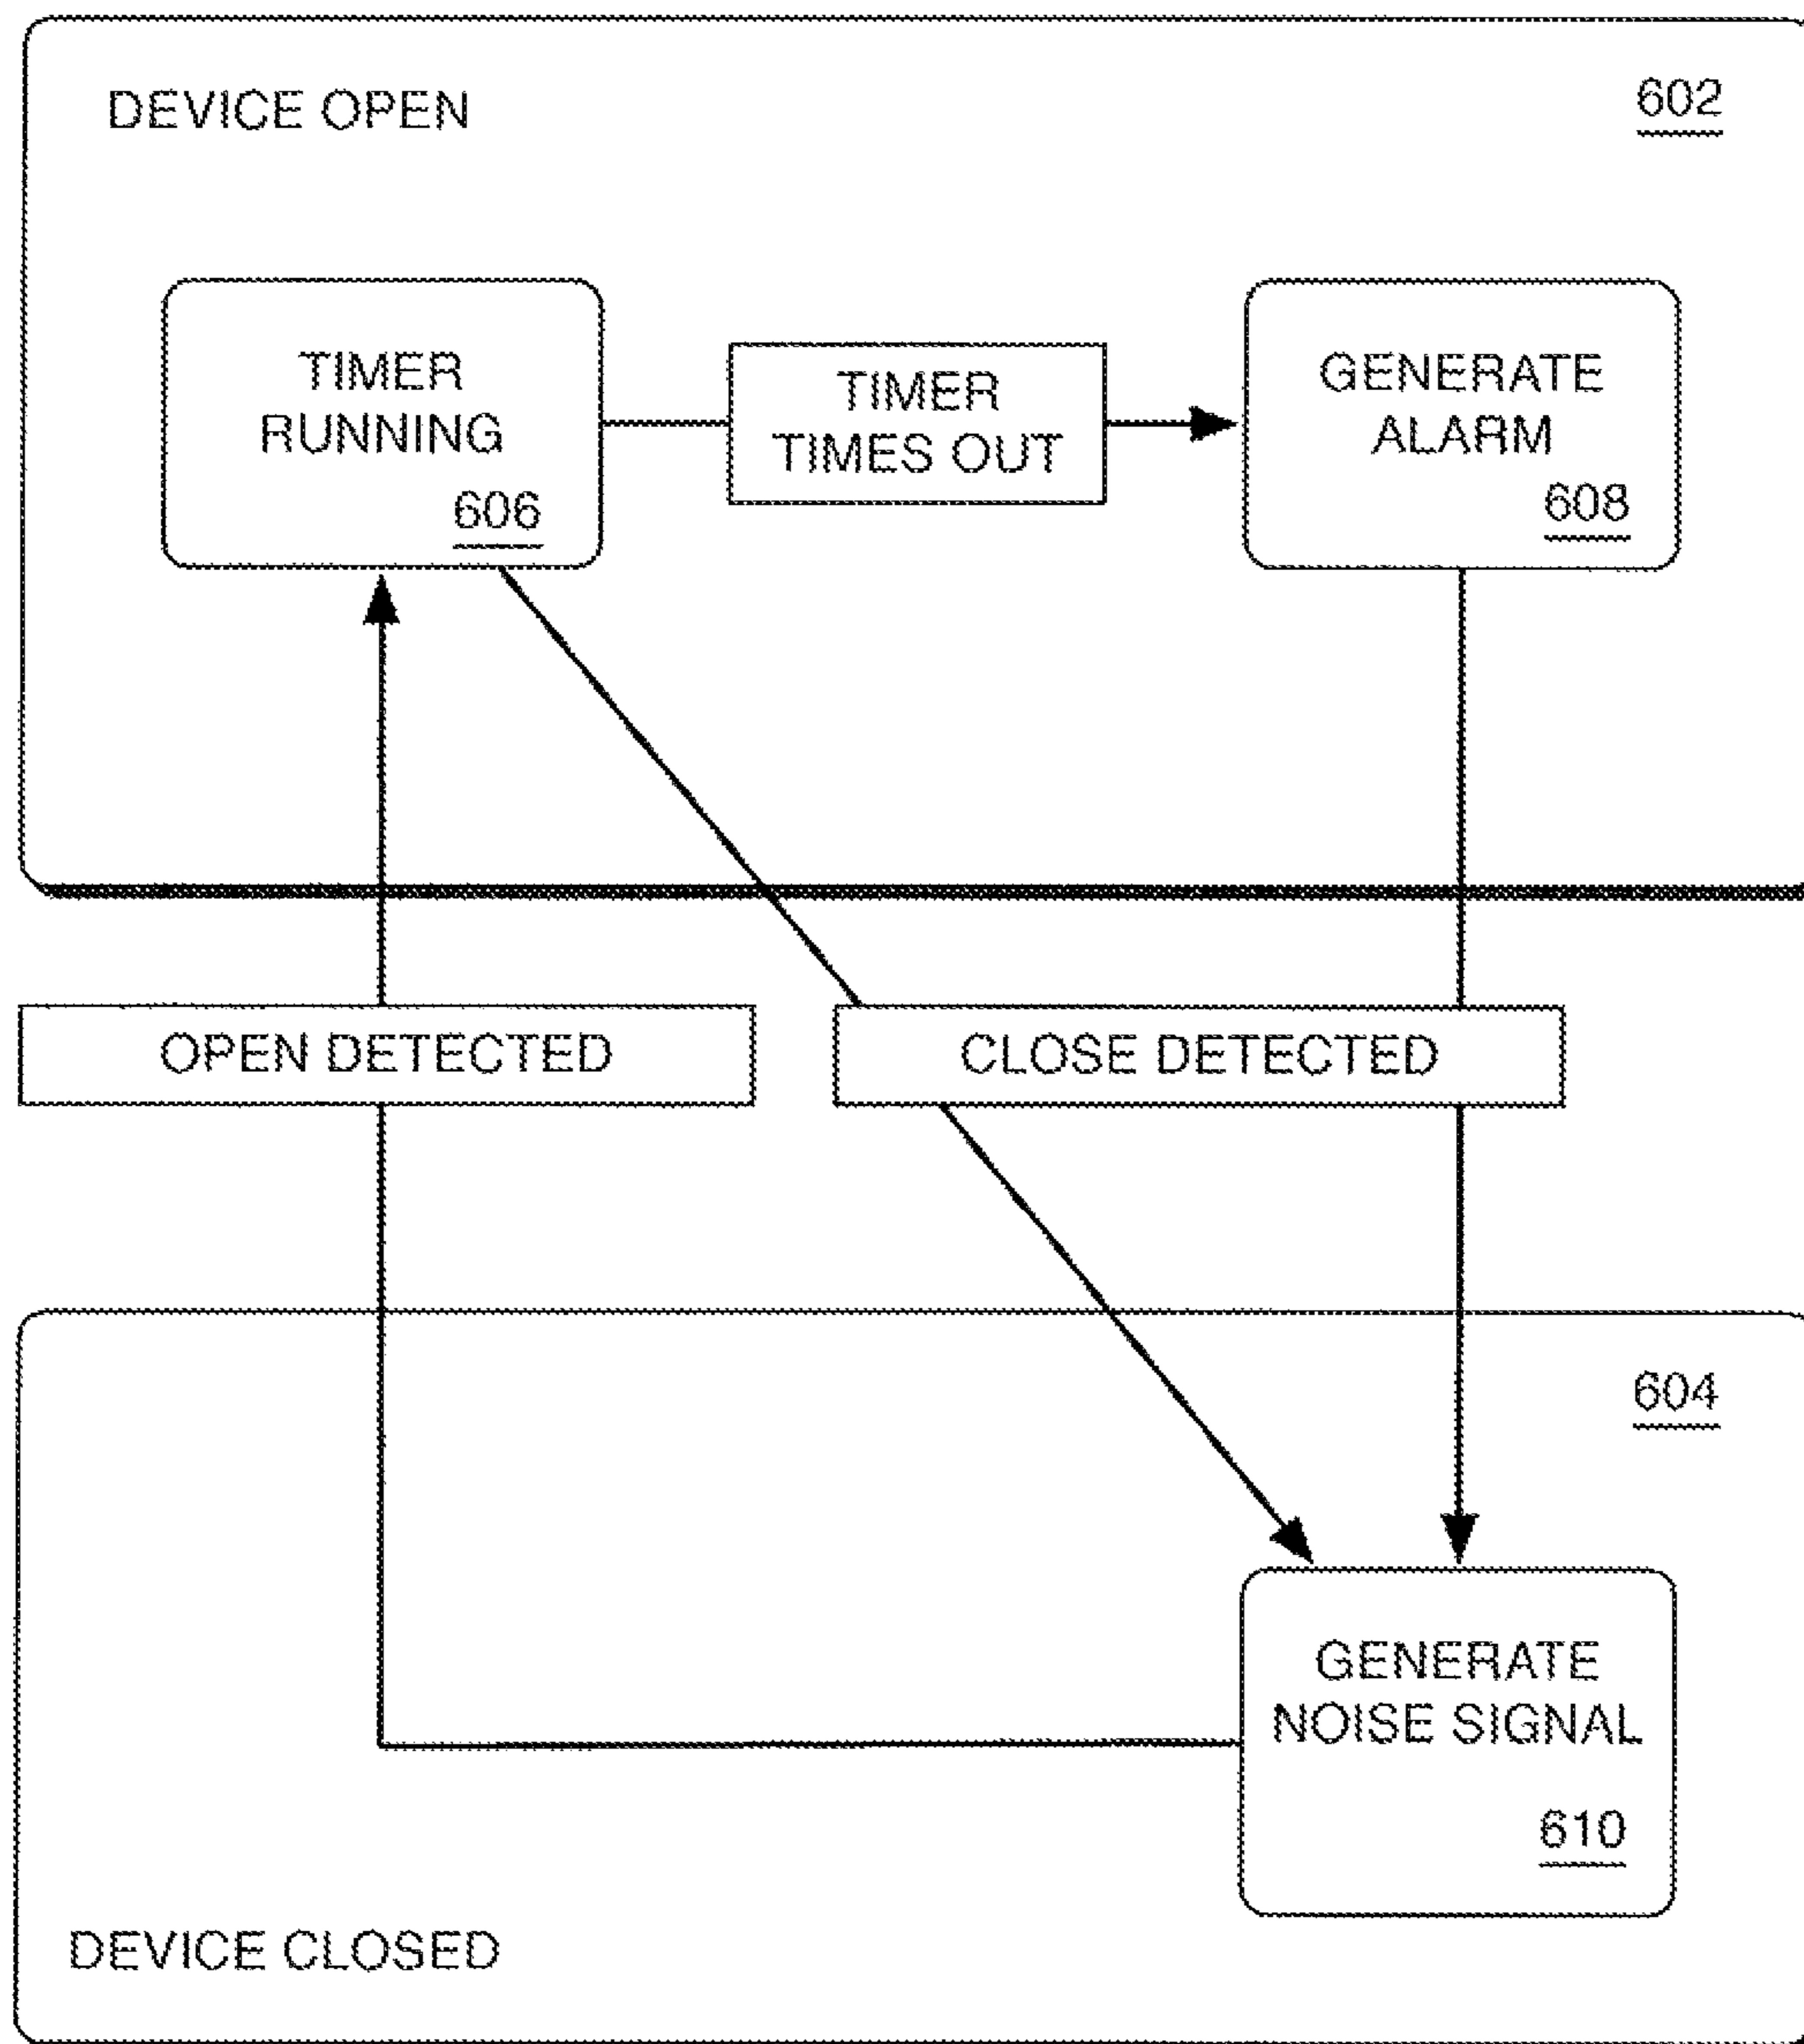 DEVICE OPEN
602
TIMER
RUNNING
606
TIMER
TIMES OUT
GENERATE
ALARM
608
OPEN DETECTED
CLOSE DETECTED
604
GENERATE
NOISE SIGNAL
610
DEVICE CLOSED